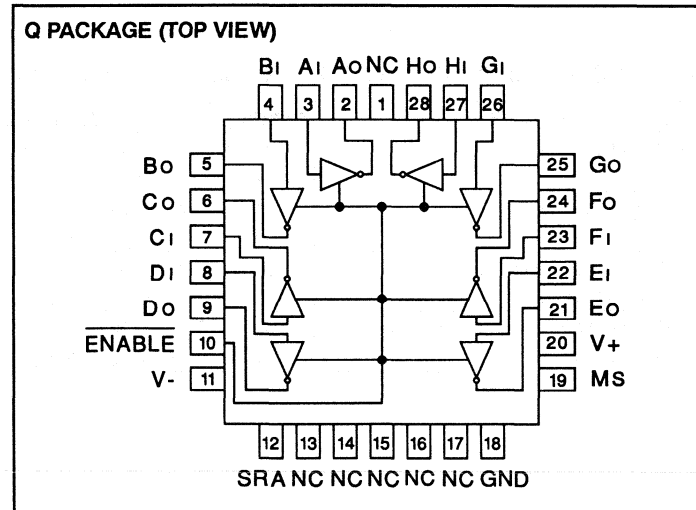 Q PACKAGE (TOP VIEW)
BI AI AO NC HO HI GI
4 3 2 1 28 27 26
BO 5 25 GO
CO 6 24 FO
CI 7 23 FI
DI 8 22 EI
DO 9 21 EO
ENABLE 10 20 V+
V- 11 19 MS
12 13 14 15 16 17 18
SRA NC NC NC NC NC GND